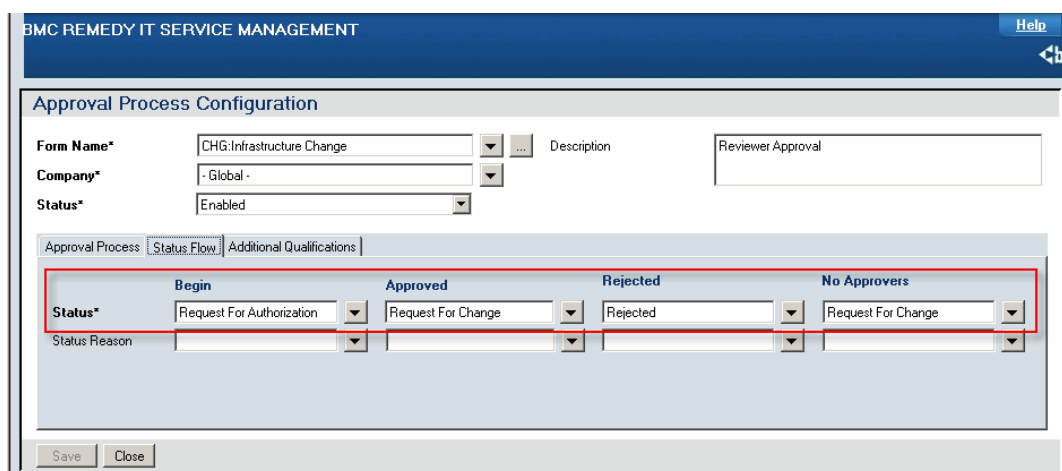 BMC REMEDY IT SERVICE MANAGEMENT Help
Approval Process Configuration
Form Name* CHG:Infrastructure Change ... Description Reviewer Approval
Company* - Global -
Status* Enabled
Approval Process Status Flow Additional Qualifications
Begin Approved Rejected No Approvers
Status* Request For Authorization Request For Change Rejected Request For Change
Status Reason
Save Close